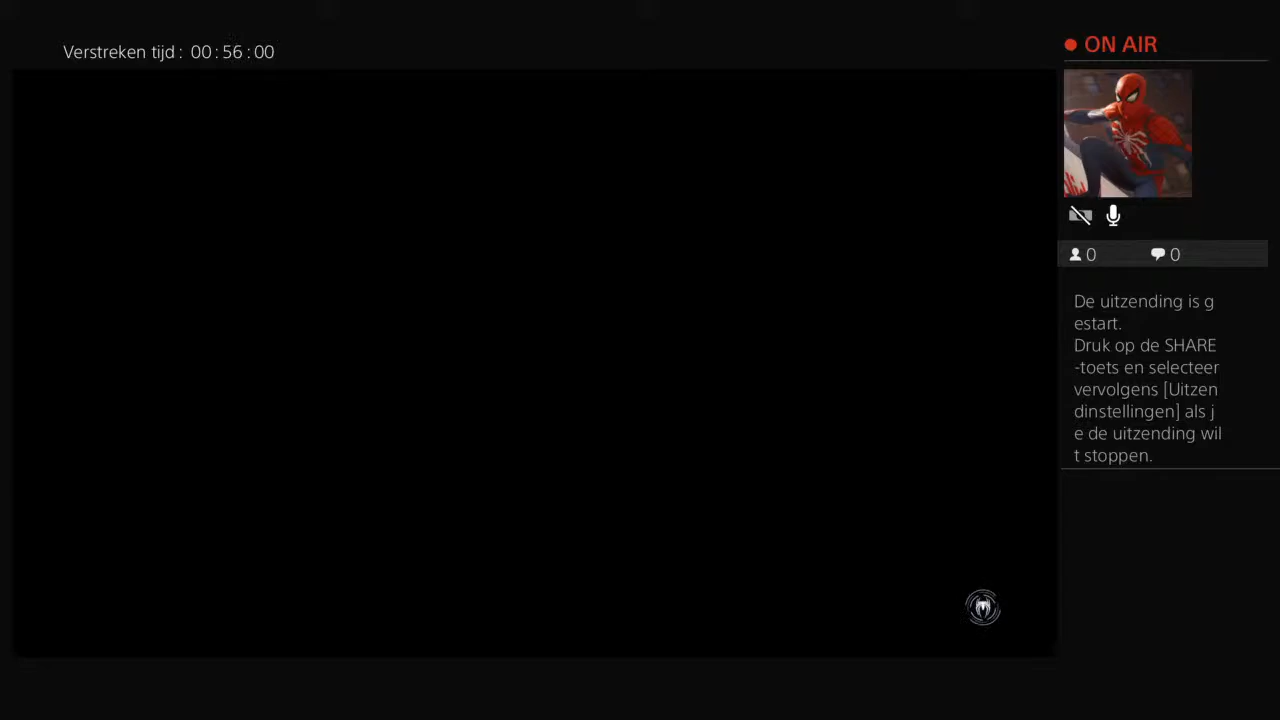 Verstreken tijd : 00 : 56 : 00
ON AIR
0 0
De uitzending is g
estart.
Druk op de SHARE
-toets en selecteer
vervolgens [Uitzen
dinstellingen] als j
e de uitzending wil
t stoppen.